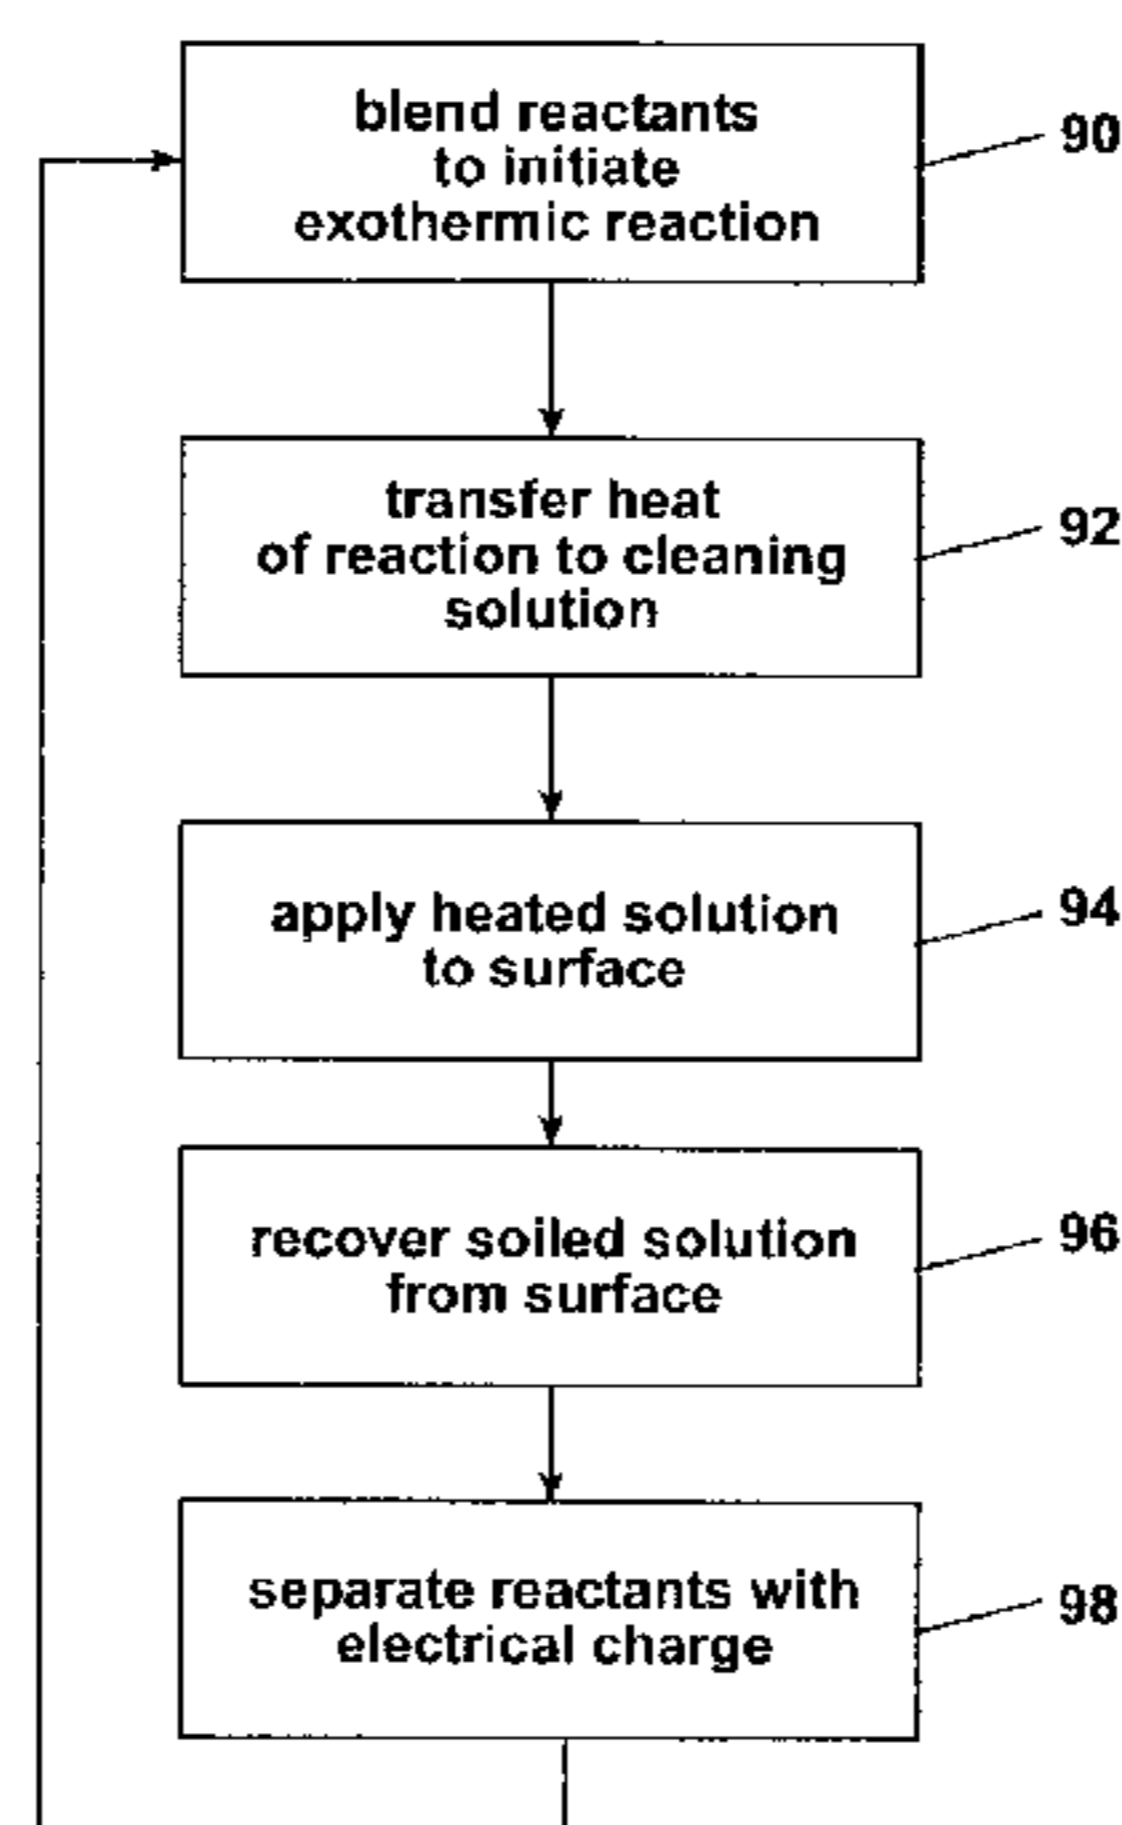 blend reactants
to initiate
exothermic reaction
90
transfer heat
of reaction to cleaning
solution
92
apply heated solution
to surface
94
recover soiled solution
from surface
96
separate reactants with
electrical charge
98